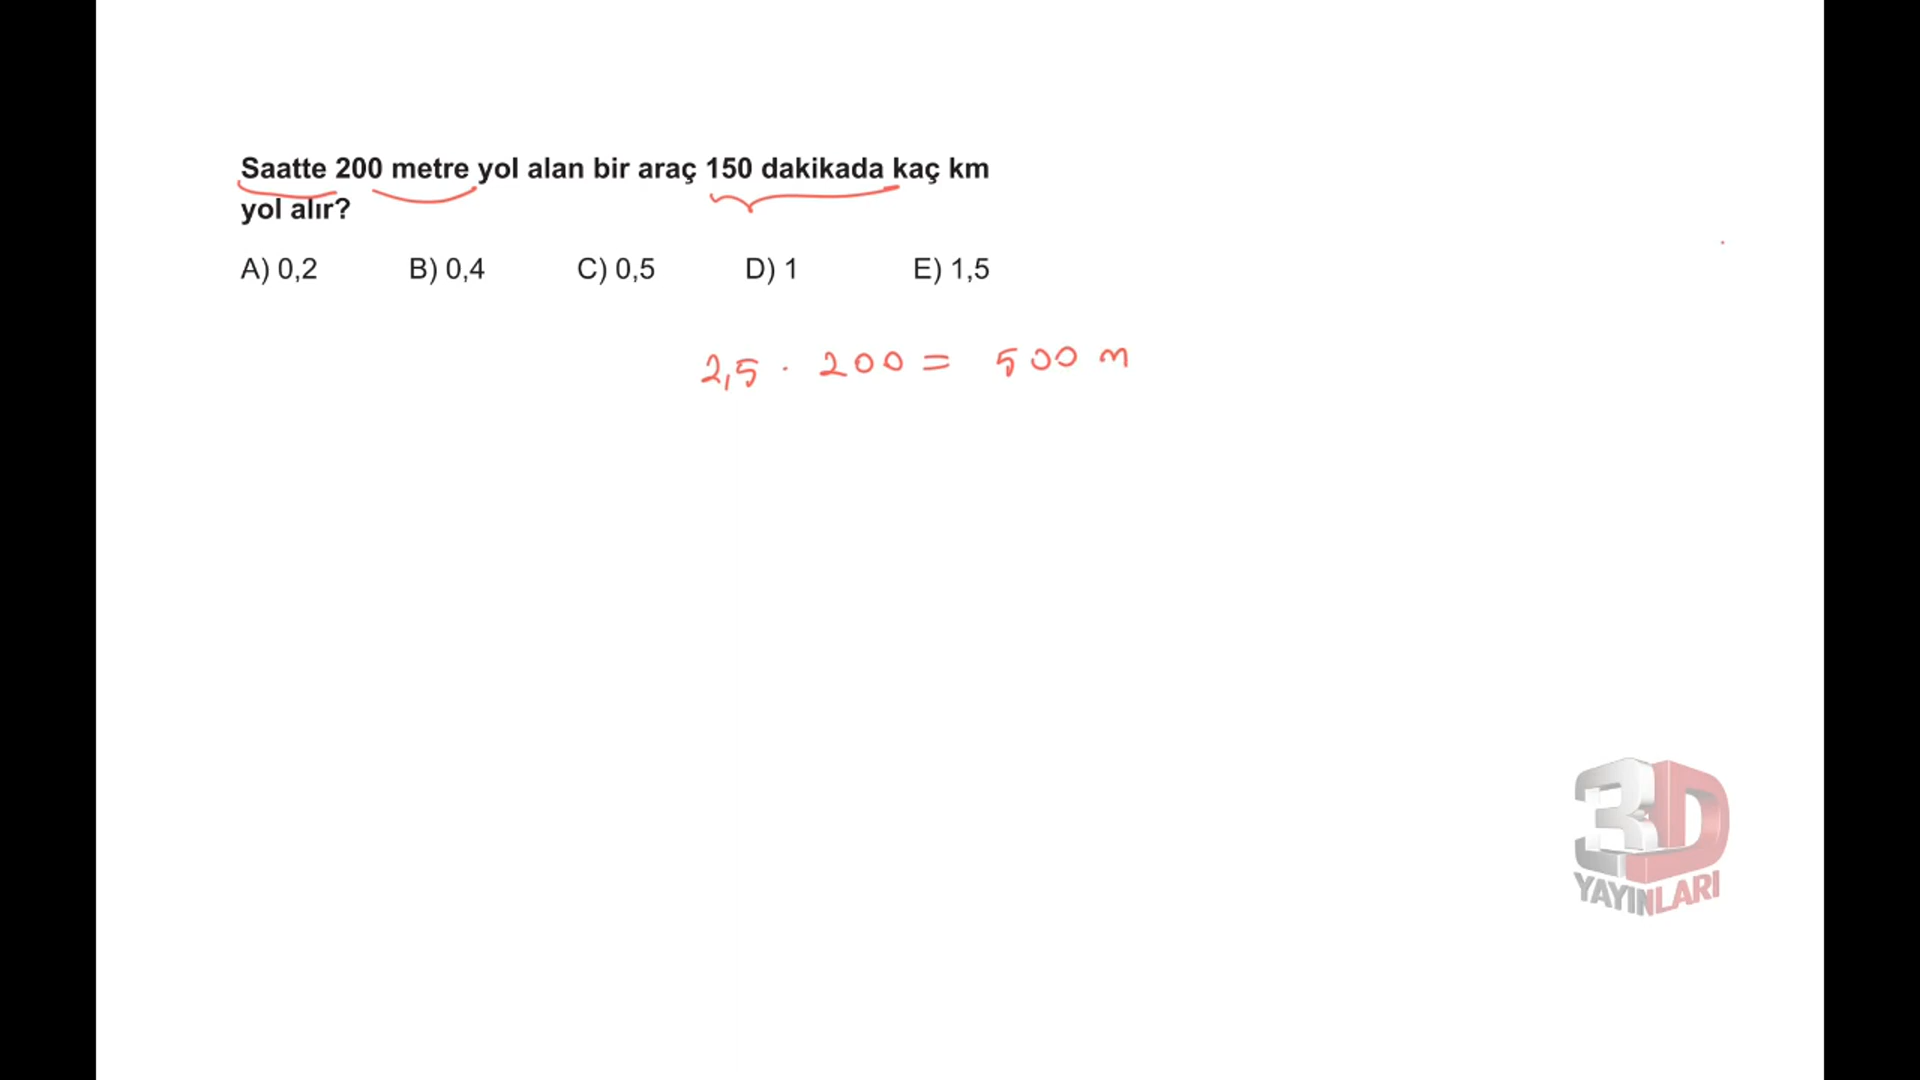 Saatte 200 metre yol alan bir araç 150 dakikada kaç km
yol alır?
A) 0,2 B) 0,4 C) 0,5 D) 1 E) 1,5
2,5 . 200 = 500 m
3D
YAYINLARI